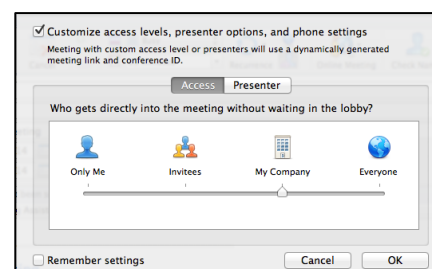 Customize access levels, presenter options, and phone settings
Meeting with custom access level or presenters will use a dynamically generated
meeting link and conference ID.
Access Presenter
Who gets directly into the meeting without waiting in the lobby?
Only Me Invitees My Company Everyone
Remember settings Cancel OK